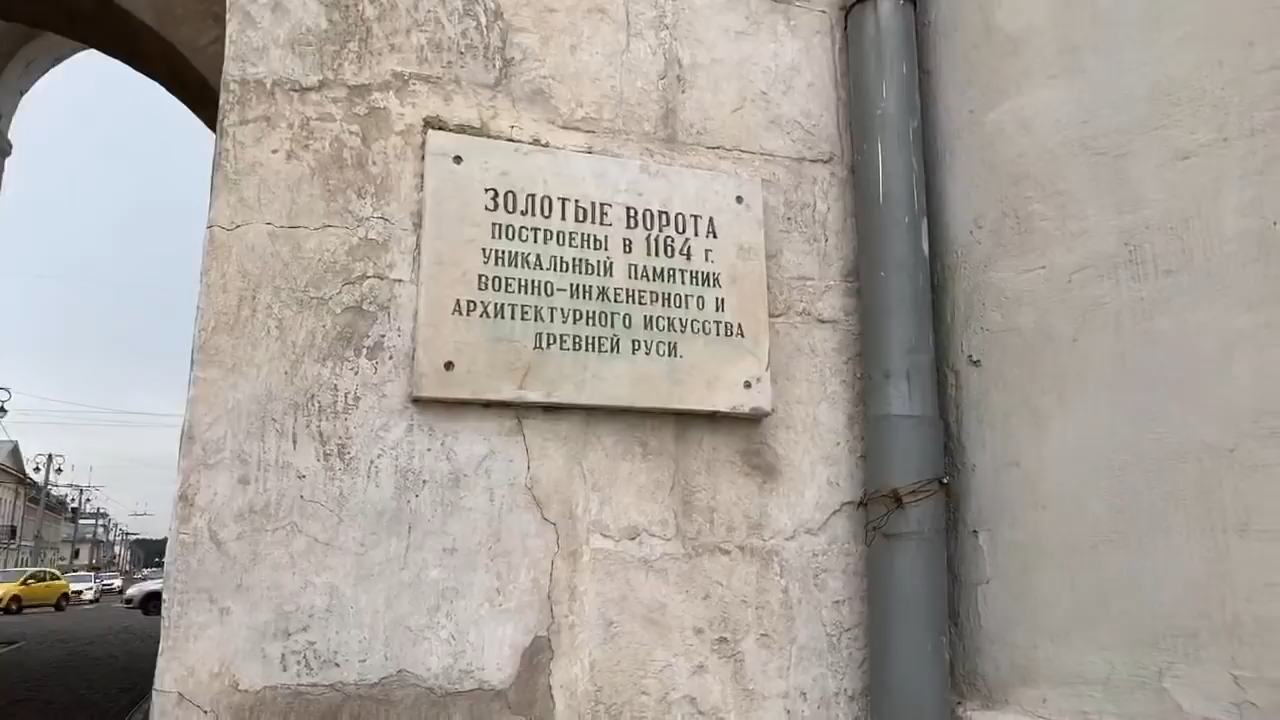 ЗОЛОТЫЕ ВОРОТА
ПОСТРОЕНЫ В 1164 г.
УНИКАЛЬНЫЙ ПАМЯТНИК
ВОЕННО-ИНЖЕНЕРНОГО И
АРХИТЕКТУРНОГО ИСКУССТВА
ДРЕВНЕЙ РУСИ.